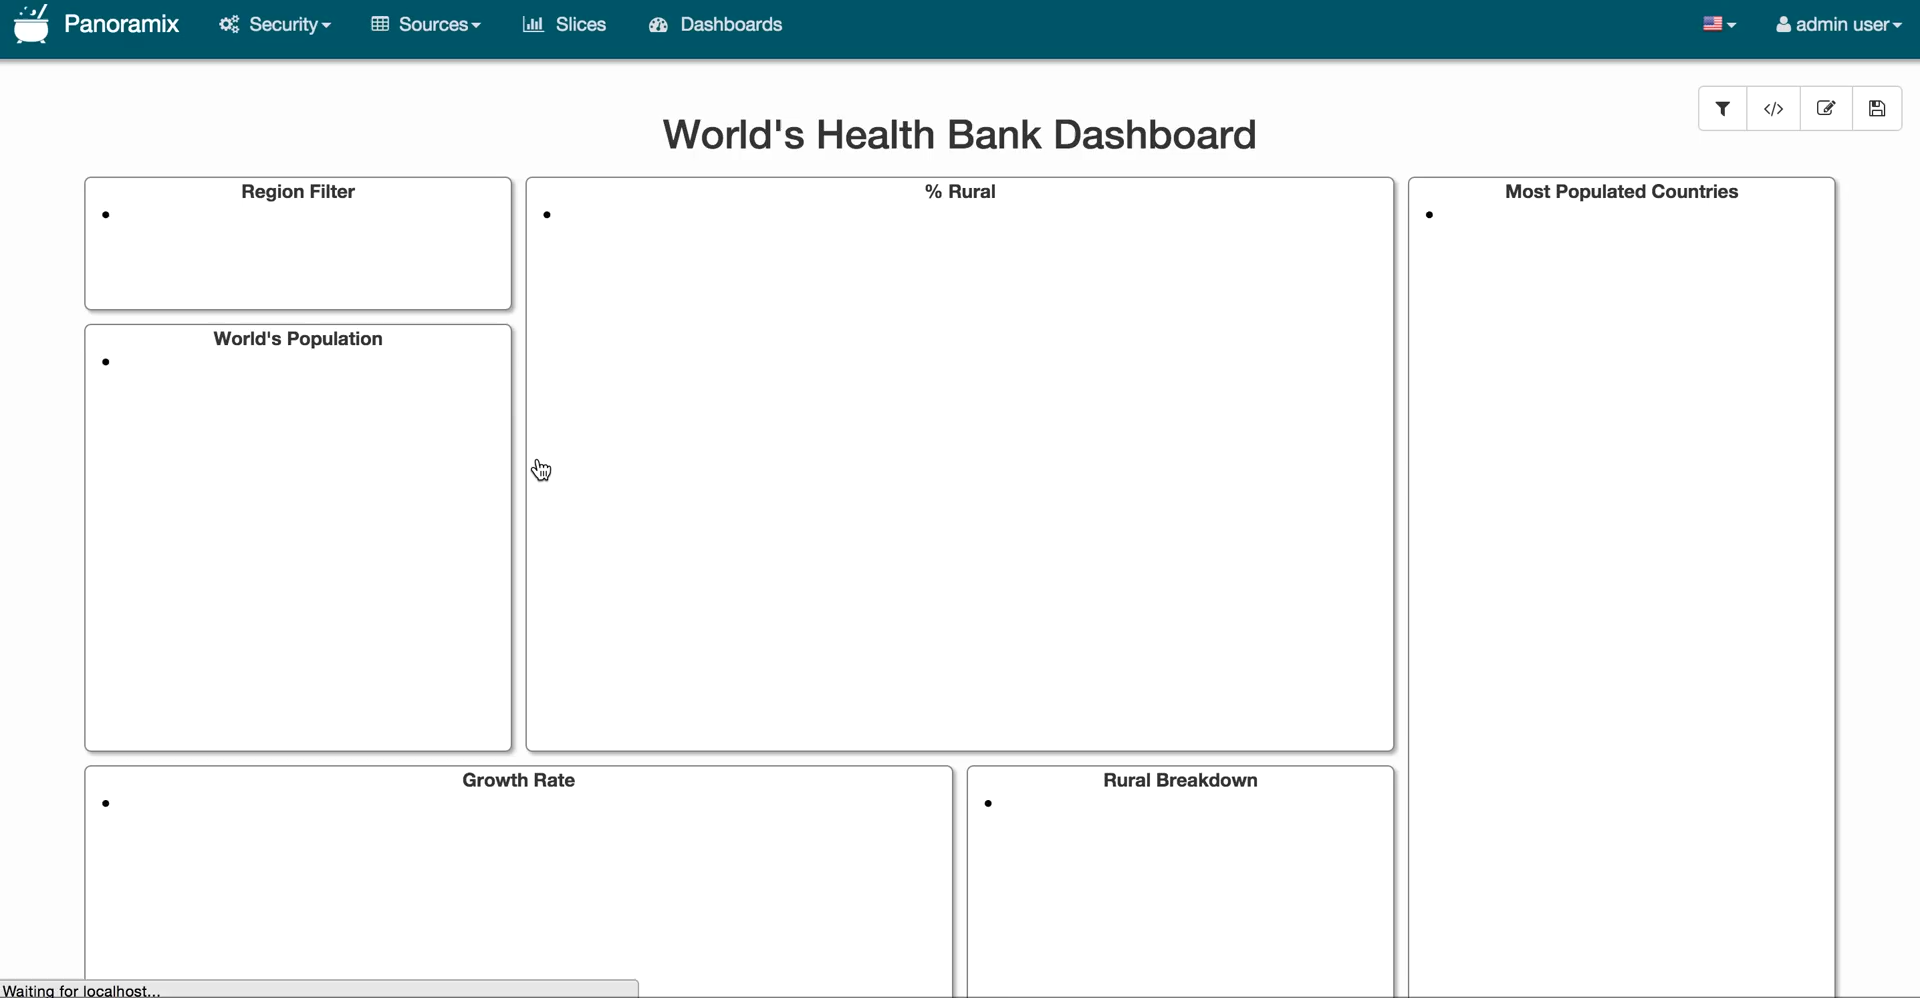 Panoramix
Security
Sources
Slices
Dashboards
admin user
</>
World's Health Bank Dashboard
Region Filter
% Rural
Most Populated Countries
World's Population
Growth Rate
Rural Breakdown
Waiting for localhost...